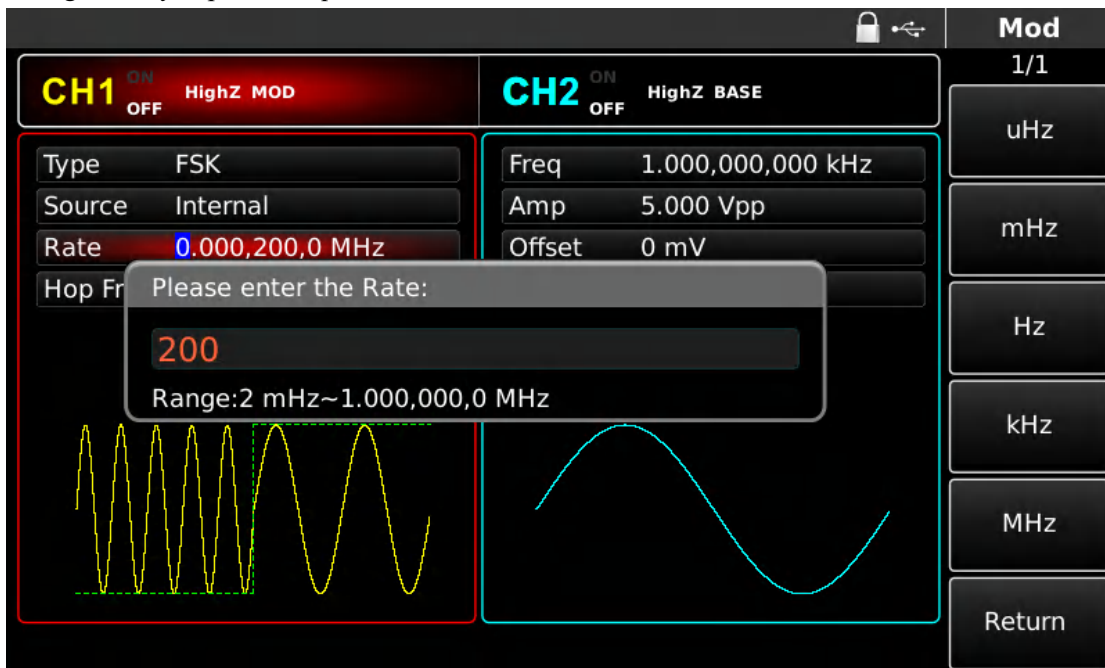 Mod
1/1
CH1 ON OFF HighZ MOD
CH2 ON OFF HighZ BASE
uHz
Type FSK
Freq 1.000,000,000 kHz
Source Internal
Amp 5.000 Vpp
mHz
Rate 0.000,200,0 MHz
Offset 0 mV
Hop Fr
Please enter the Rate:
200
Range:2 mHz~1.000,000,0 MHz
Hz
kHz
MHz
Return